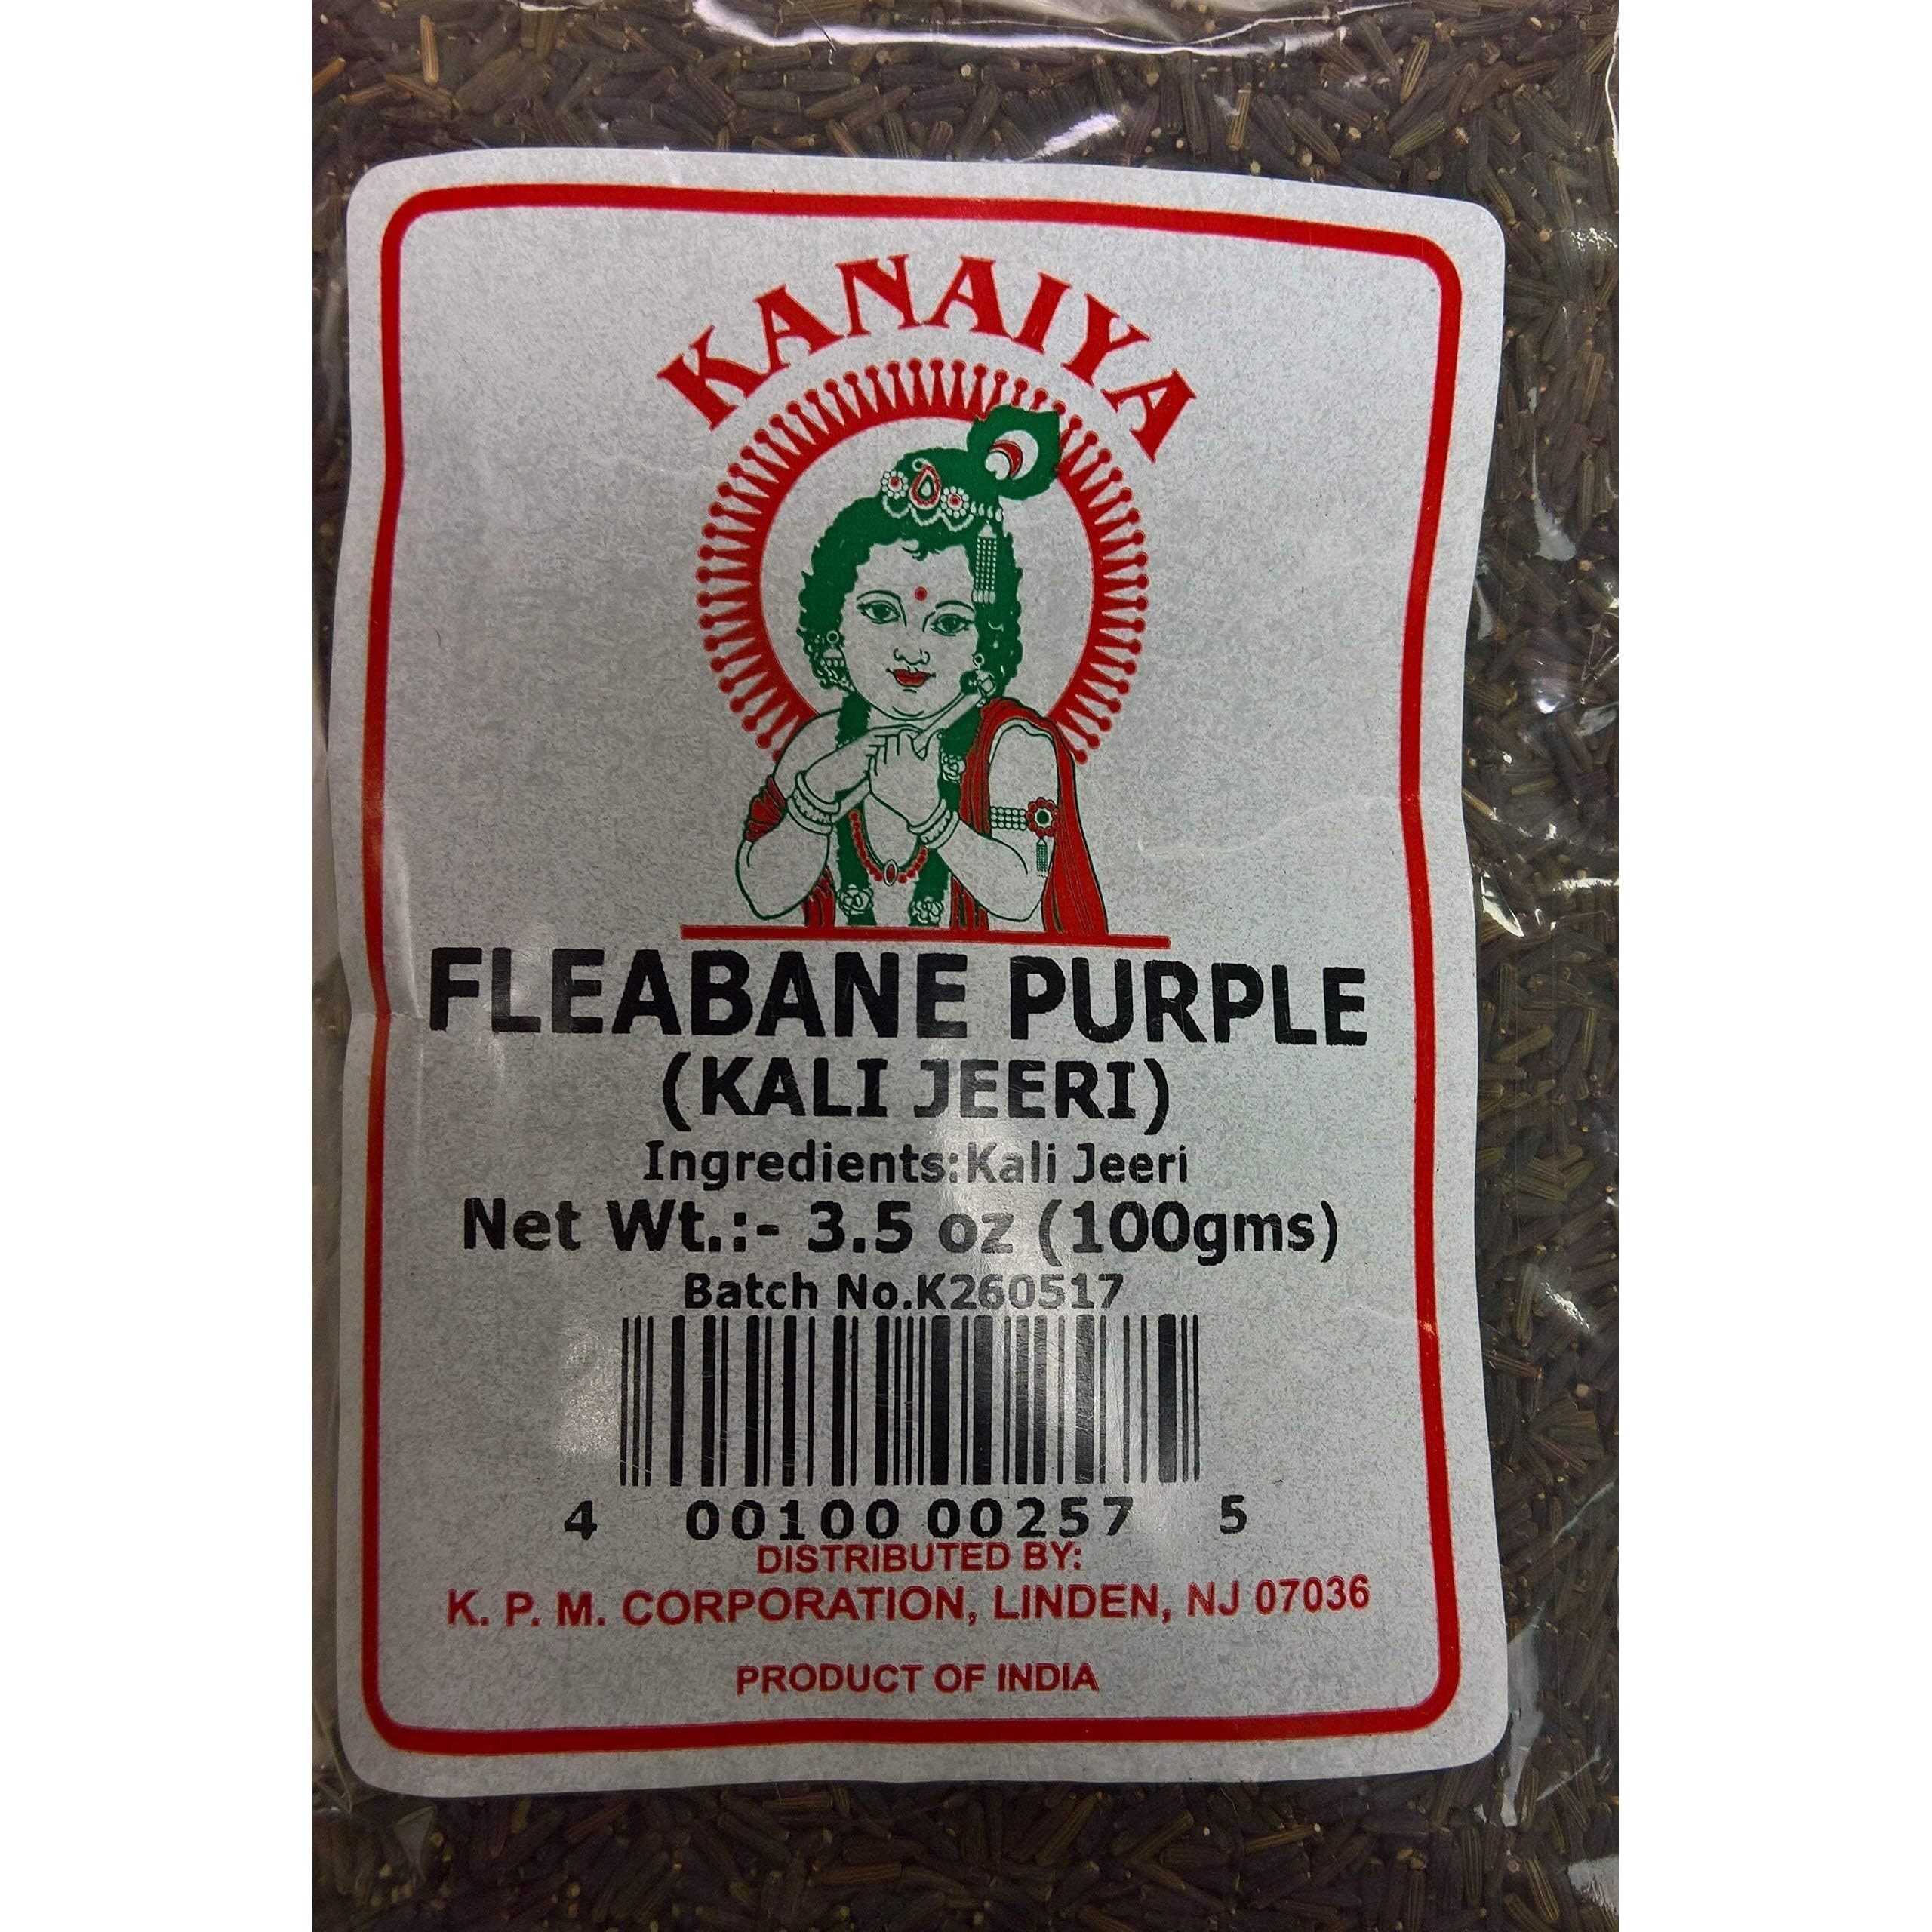 KANAIYA
FLEABANE PURPLE
(KALI JEERI)
Ingredients:Kali Jeeri
Net Wt.:- 3.5 oz (100gms)
Batch No.K260517
4 00100 00257 5
DISTRIBUTED BY:
K. P. M. CORPORATION, LINDEN, NJ 07036
PRODUCT OF INDIA